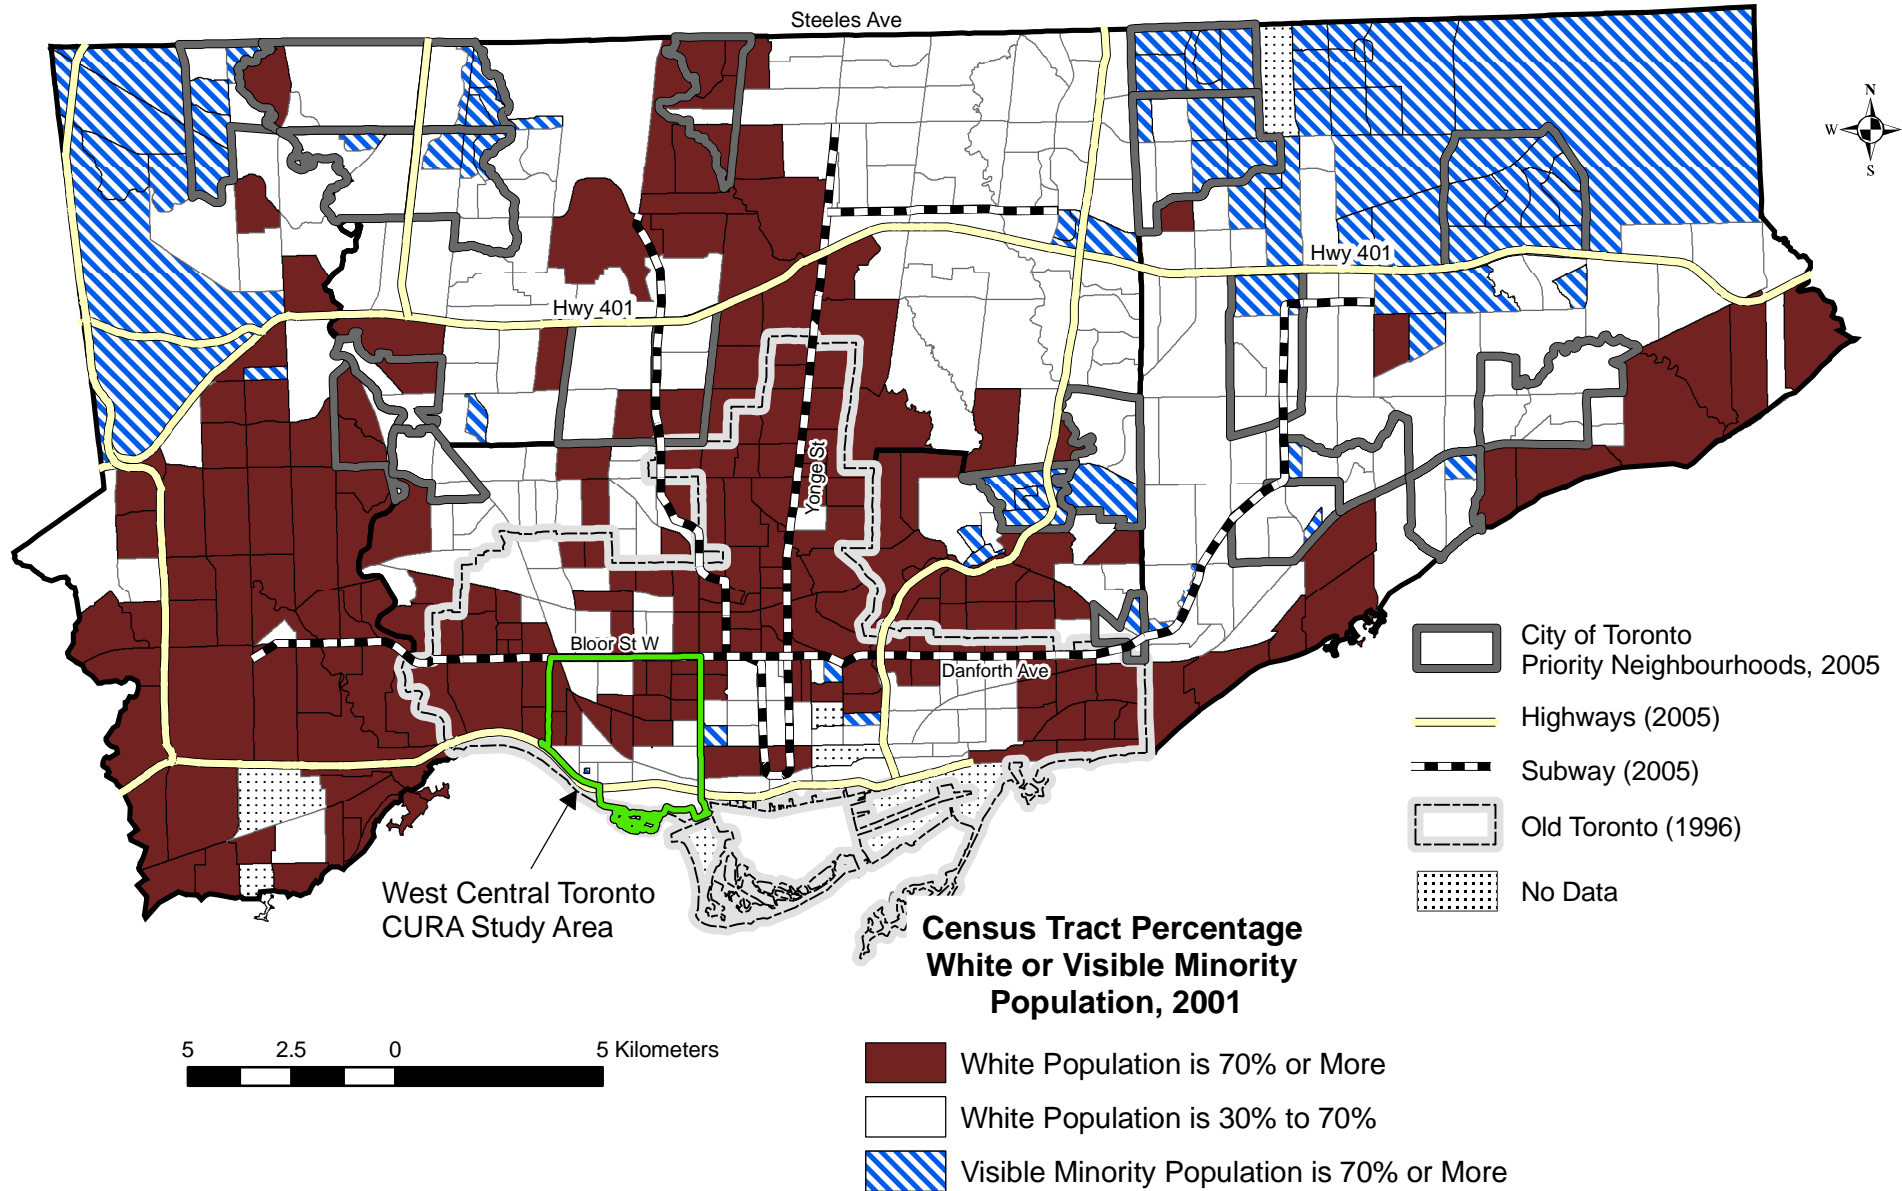 Steeles Ave
N
W
S
Hwy 401
Hwy 401
Yonge St
Bloor St W
Danforth Ave
City of Toronto
Priority Neighbourhoods, 2005
Highways (2005)
Subway (2005)
Old Toronto (1996)
No Data
West Central Toronto
CURA Study Area
Census Tract Percentage
White or Visible Minority
Population, 2001
5 2.5 0 5 Kilometers
White Population is 70% or More
White Population is 30% to 70%
Visible Minority Population is 70% or More